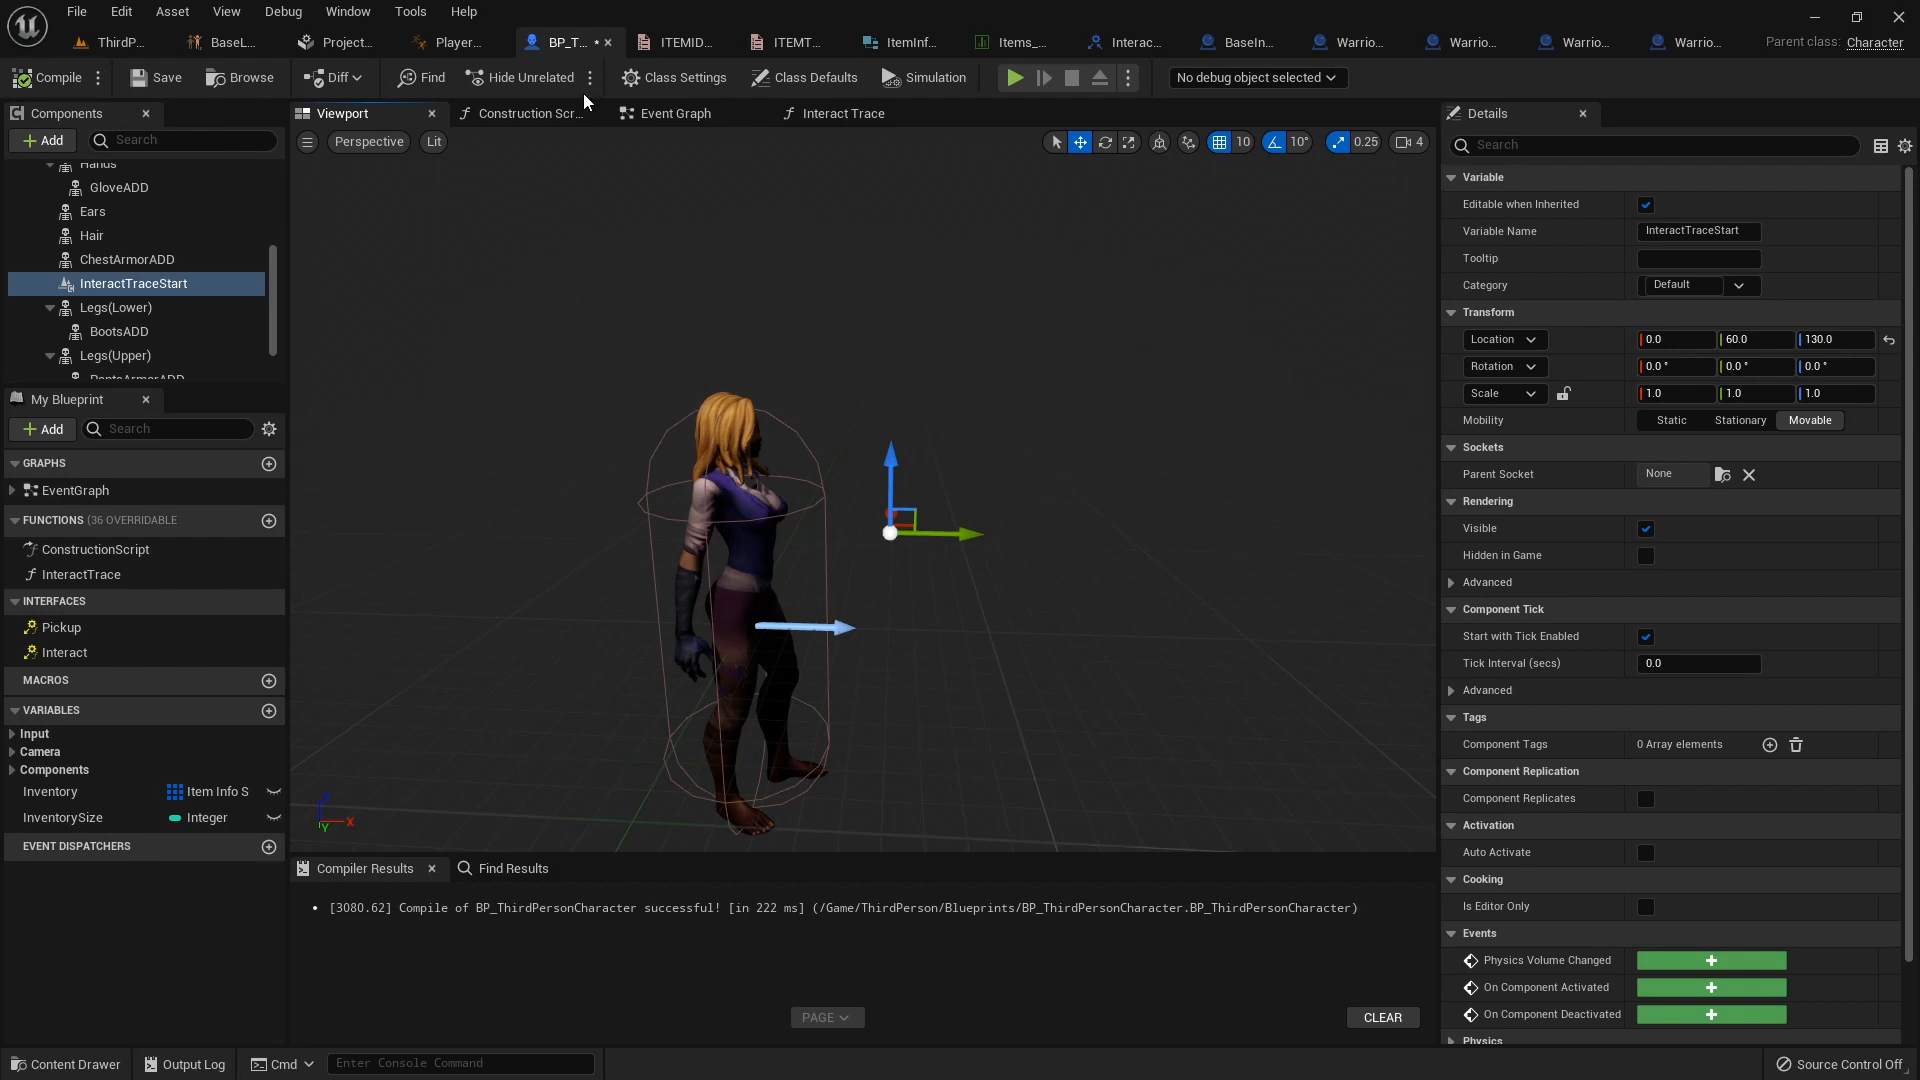 File Edit Asset View Debug Window Tools Help
ThirdP... BaseL... Project... Player... BP_T... * ITEMID... ITEMT... ItemInf... Items_... Interac... BaseIn... Warrio... Warrio... Warrio... Warrio... Parent class: Character
Compile Save Browse Diff Find Hide Unrelated Class Settings Class Defaults Simulation No debug object selected
Components
Add Search
Hands
GloveADD
Ears
Hair
ChestArmorADD
InteractTraceStart
Legs(Lower)
BootsADD
Legs(Upper)
PantsArmorADD
My Blueprint
Add Search
GRAPHS
EventGraph
FUNCTIONS (36 OVERRIDABLE
ConstructionScript
InteractTrace
INTERFACES
Pickup
Interact
MACROS
VARIABLES
Input
Camera
Components
Inventory Item Info S
InventorySize Integer
EVENT DISPATCHERS
Viewport Construction Scr... Event Graph Interact Trace
Perspective Lit 10 10° 0.25 4
Z X Y
Compiler Results Find Results
• [3080.62] Compile of BP_ThirdPersonCharacter successful! [in 222 ms] (/Game/ThirdPerson/Blueprints/BP_ThirdPersonCharacter.BP_ThirdPersonCharacter)
PAGE CLEAR
Details
Search
Variable
Editable when Inherited
Variable Name InteractTraceStart
Tooltip
Category Default
Transform
Location 0.0 60.0 130.0
Rotation 0.0 ° 0.0 ° 0.0 °
Scale 1.0 1.0 1.0
Mobility Static Stationary Movable
Sockets
Parent Socket None
Rendering
Visible
Hidden in Game
Advanced
Component Tick
Start with Tick Enabled
Tick Interval (secs) 0.0
Advanced
Tags
Component Tags 0 Array elements
Component Replication
Component Replicates
Activation
Auto Activate
Cooking
Is Editor Only
Events
Physics Volume Changed
On Component Activated
On Component Deactivated
Physics
Content Drawer Output Log Cmd Enter Console Command Source Control Off